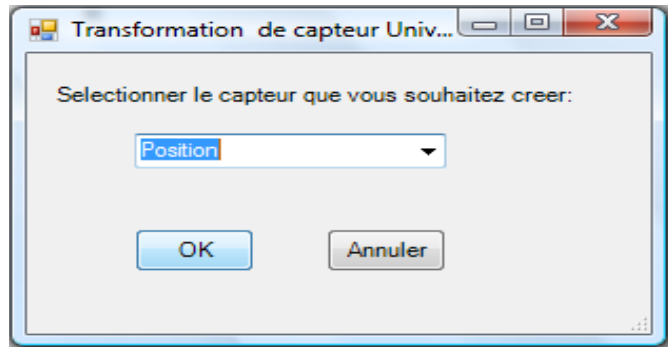 Transformation de capteur Univ...
Selectionner le capteur que vous souhaitez creer:
Position
OK
Annuler